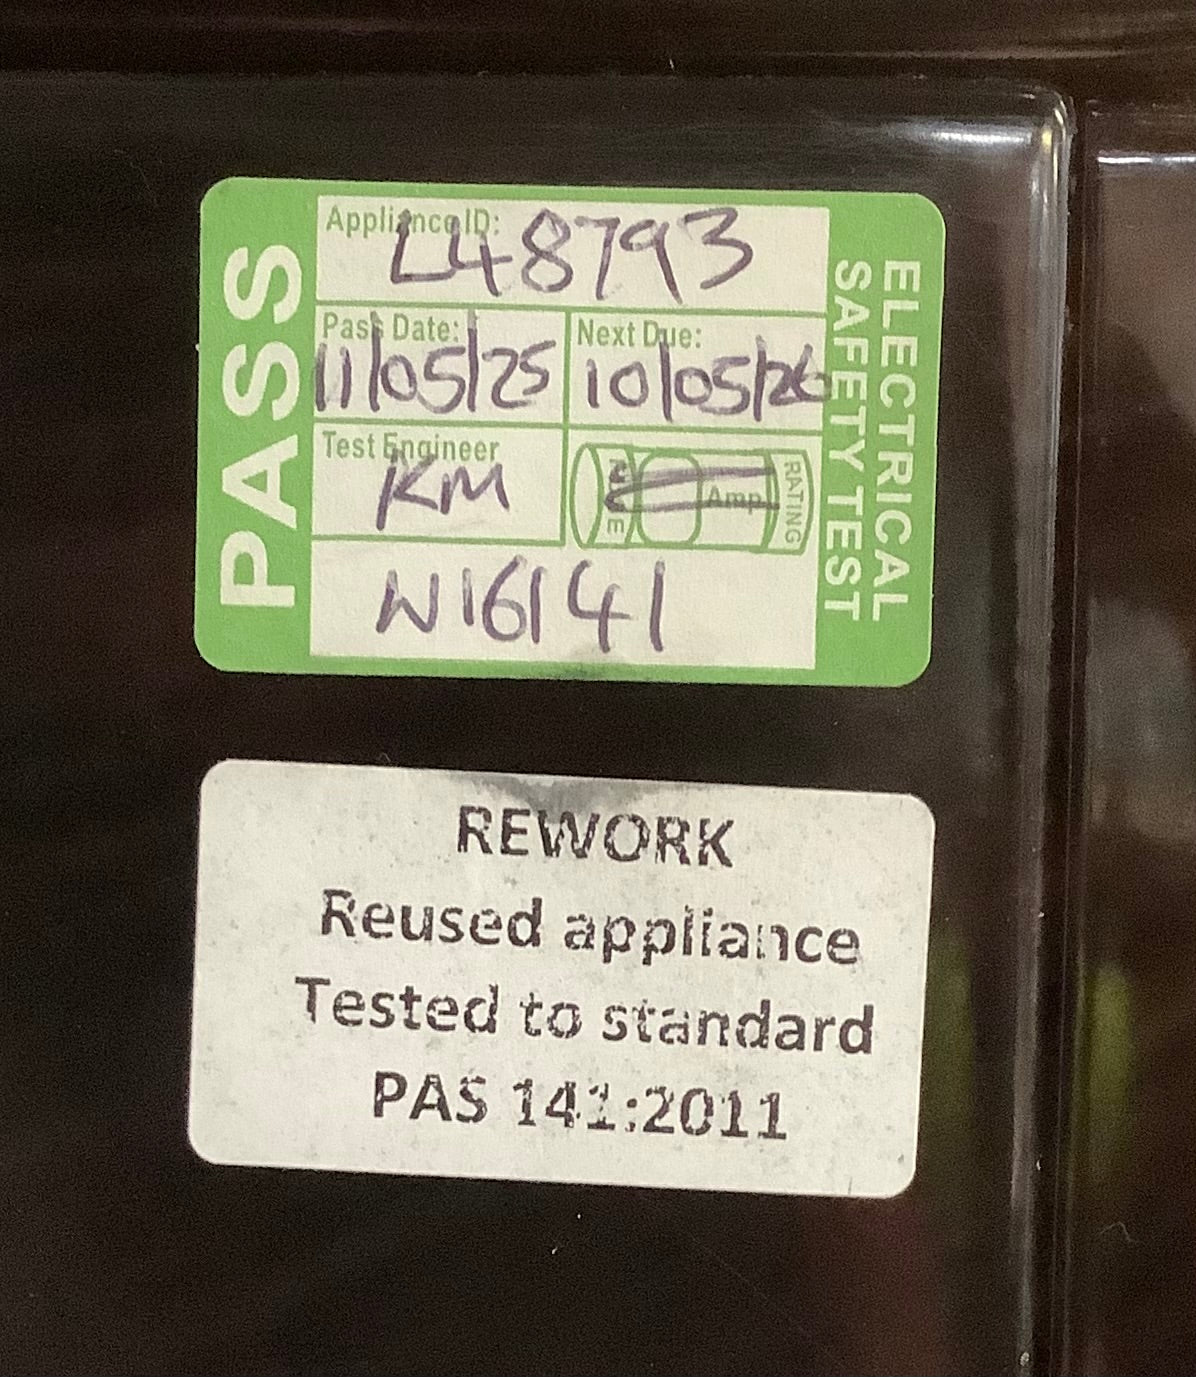 PASS
Appliance ID:
L48793
Pass Date:
11/05/25
Next Due:
10/05/26
Test Engineer
KM
Amp
RATING
W16141
ELECTRICAL
SAFETY TEST
REWORK
Reused appliance
Tested to standard
PAS 141:2011